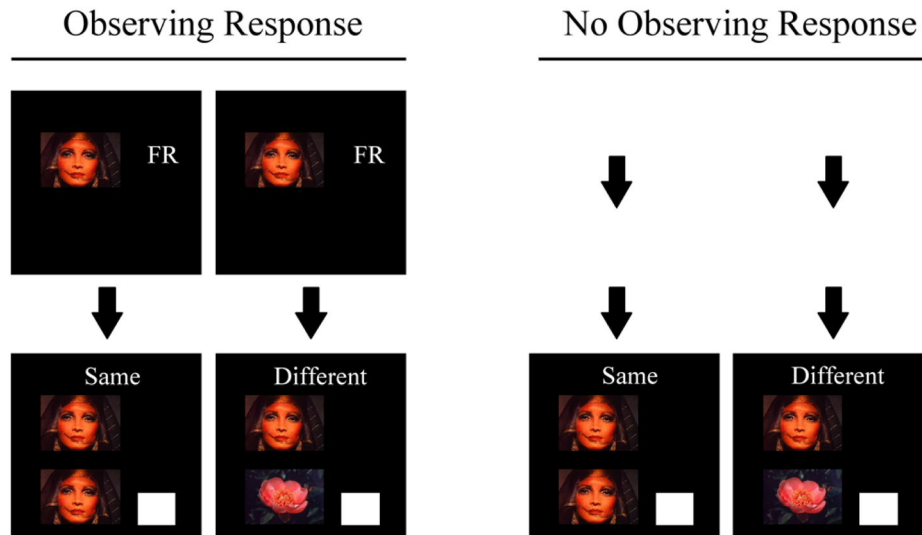 Observing Response
No Observing Response
FR
FR
Same
Different
Same
Different